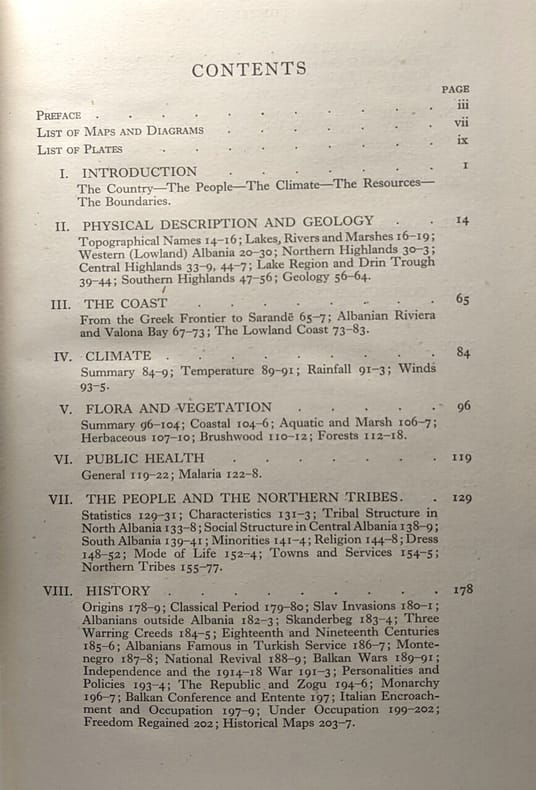 CONTENTS
PAGE
PREFACE . . . . . . . . . . . iii
LIST OF MAPS AND DIAGRAMS . . . . . . . vii
LIST OF PLATES . . . . . . . . . ix
I. INTRODUCTION . . . . . . . 1
The Country—The People—The Climate—The Resources—
The Boundaries.
II. PHYSICAL DESCRIPTION AND GEOLOGY . . 14
Topographical Names 14–16; Lakes, Rivers and Marshes 16–19;
Western (Lowland) Albania 20–30; Northern Highlands 30–3;
Central Highlands 33–9, 44–7; Lake Region and Drin Trough
39–44; Southern Highlands 47–56; Geology 56–64.
III. THE COAST . . . . . . . . 65
From the Greek Frontier to Sarandë 65–7; Albanian Riviera
and Valona Bay 67–73; The Lowland Coast 73–83.
IV. CLIMATE . . . . . . . . 84
Summary 84–9; Temperature 89–91; Rainfall 91–3; Winds
93–5.
V. FLORA AND VEGETATION . . . . . 96
Summary 96–104; Coastal 104–6; Aquatic and Marsh 106–7;
Herbaceous 107–10; Brushwood 110–12; Forests 112–18.
VI. PUBLIC HEALTH . . . . . . . 119
General 119–22; Malaria 122–8.
VII. THE PEOPLE AND THE NORTHERN TRIBES. . 129
Statistics 129–31; Characteristics 131–3; Tribal Structure in
North Albania 133–8; Social Structure in Central Albania 138–9;
South Albania 139–41; Minorities 141–4; Religion 144–8; Dress
148–52; Mode of Life 152–4; Towns and Services 154–5;
Northern Tribes 155–77.
VIII. HISTORY . . . . . . . . . 178
Origins 178–9; Classical Period 179–80; Slav Invasions 180–1;
Albanians outside Albania 182–3; Skanderbeg 183–4; Three
Warring Creeds 184–5; Eighteenth and Nineteenth Centuries
185–6; Albanians Famous in Turkish Service 186–7; Monte-
negro 187–8; National Revival 188–9; Balkan Wars 189–91;
Independence and the 1914–18 War 191–3; Personalities and
Policies 193–4; The Republic and Zogu 194–6; Monarchy
196–7; Balkan Conference and Entente 197; Italian Encroach-
ment and Occupation 197–9; Under Occupation 199–202;
Freedom Regained 202; Historical Maps 203–7.